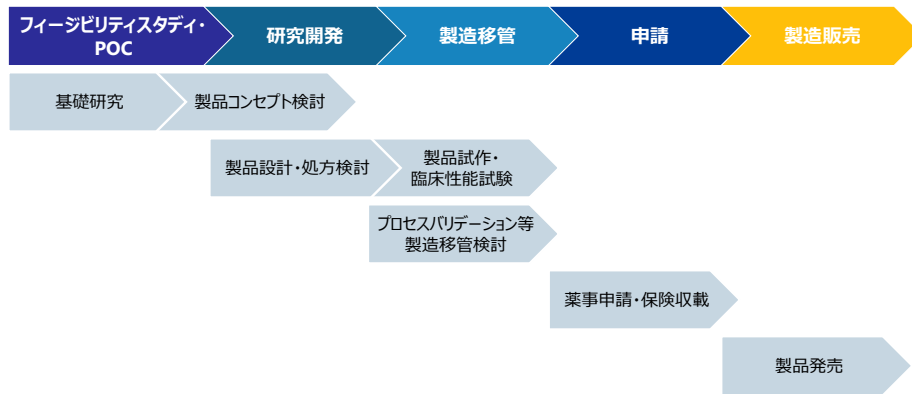 フィージビリティスタディ・
POC
研究開発
製造移管
申請
製造販売
基礎研究
製品コンセプト検討
製品設計・処方検討
製品試作・
臨床性能試験
プロセスバリデーション等
製造移管検討
薬事申請・保険収載
製品発売